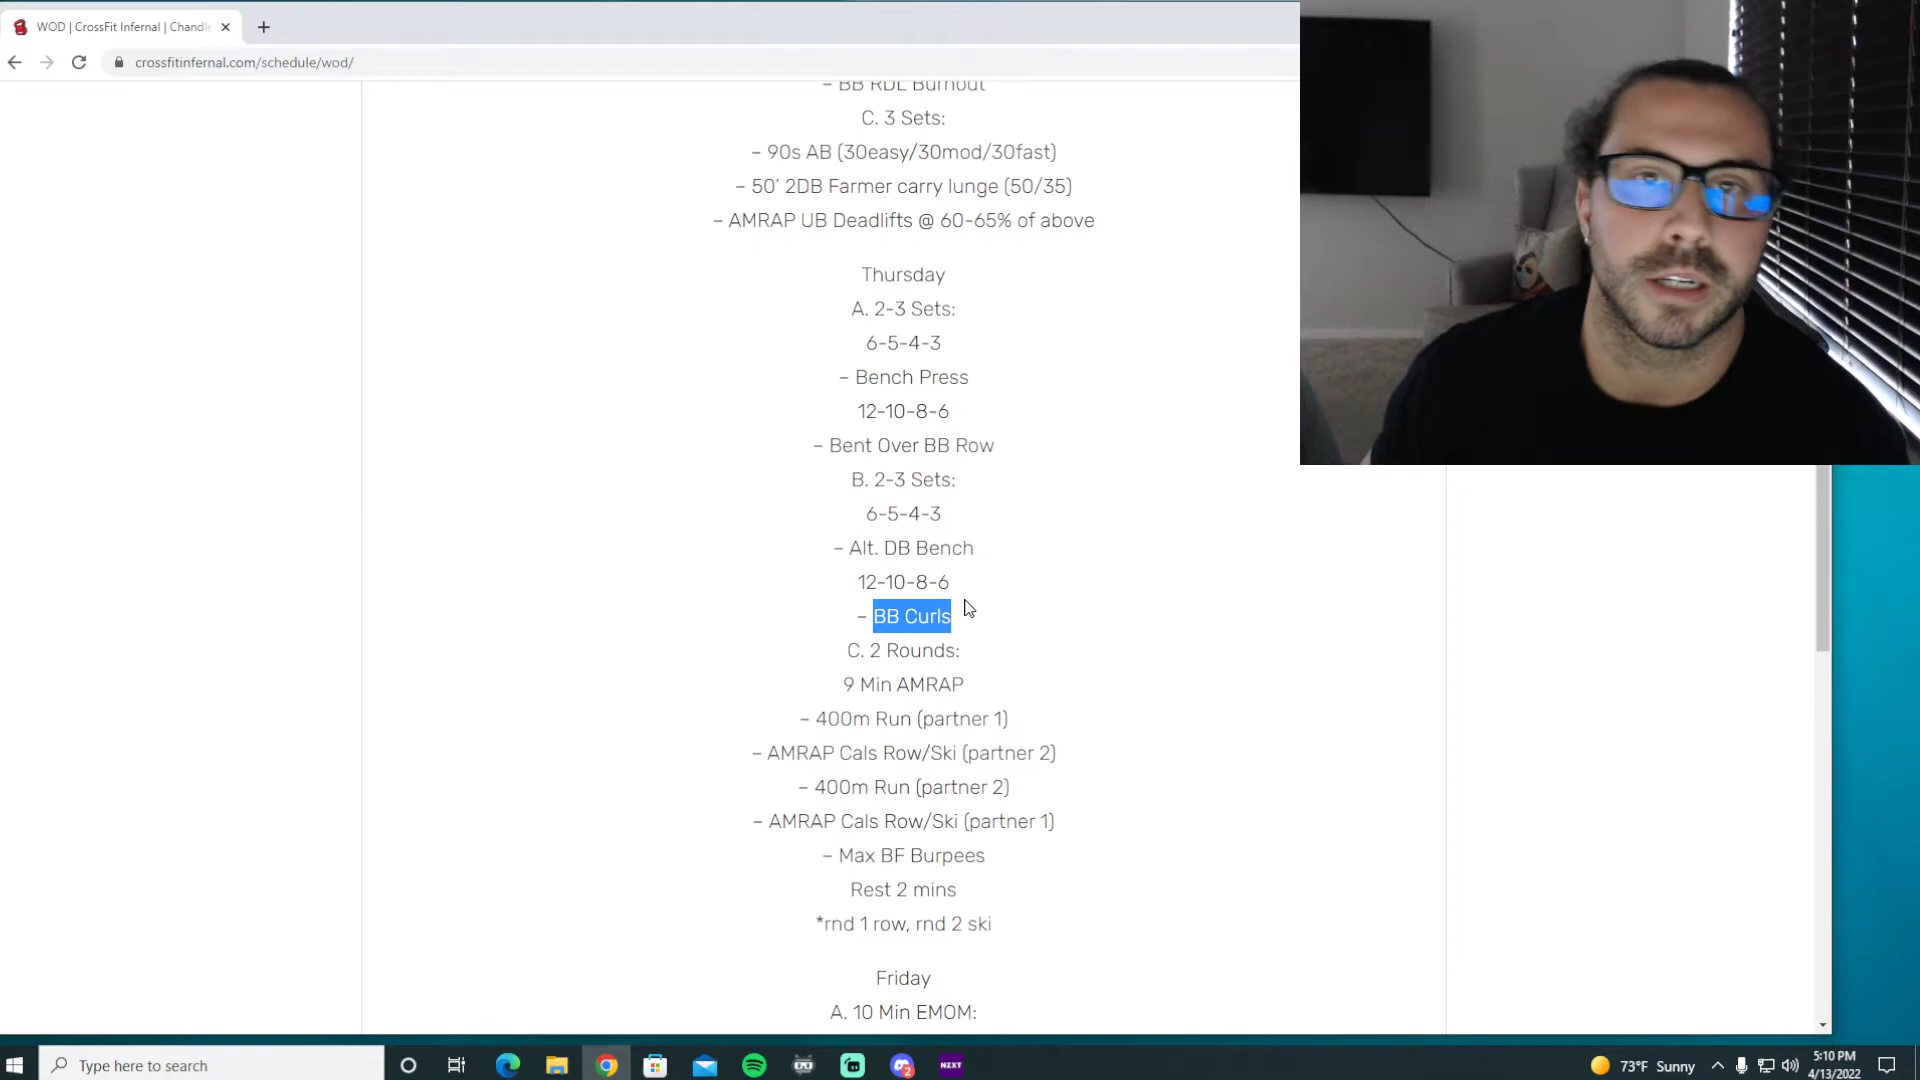 WOD | CrossFit Infernal | Chandle
crossfitinfernal.com/schedule/wod/
– BB RDL Burnout
C. 3 Sets:
– 90s AB (30easy/30mod/30fast)
– 50’ 2DB Farmer carry lunge (50/35)
– AMRAP UB Deadlifts @ 60-65% of above
Thursday
A. 2-3 Sets:
6-5-4-3
– Bench Press
12-10-8-6
– Bent Over BB Row
B. 2-3 Sets:
6-5-4-3
– Alt. DB Bench
12-10-8-6
– BB Curls
C. 2 Rounds:
9 Min AMRAP
– 400m Run (partner 1)
– AMRAP Cals Row/Ski (partner 2)
– 400m Run (partner 2)
– AMRAP Cals Row/Ski (partner 1)
– Max BF Burpees
Rest 2 mins
*rnd 1 row, rnd 2 ski
Friday
A. 10 Min EMOM:
Type here to search
2
NZXT
73°F Sunny
5:10 PM
4/13/2022